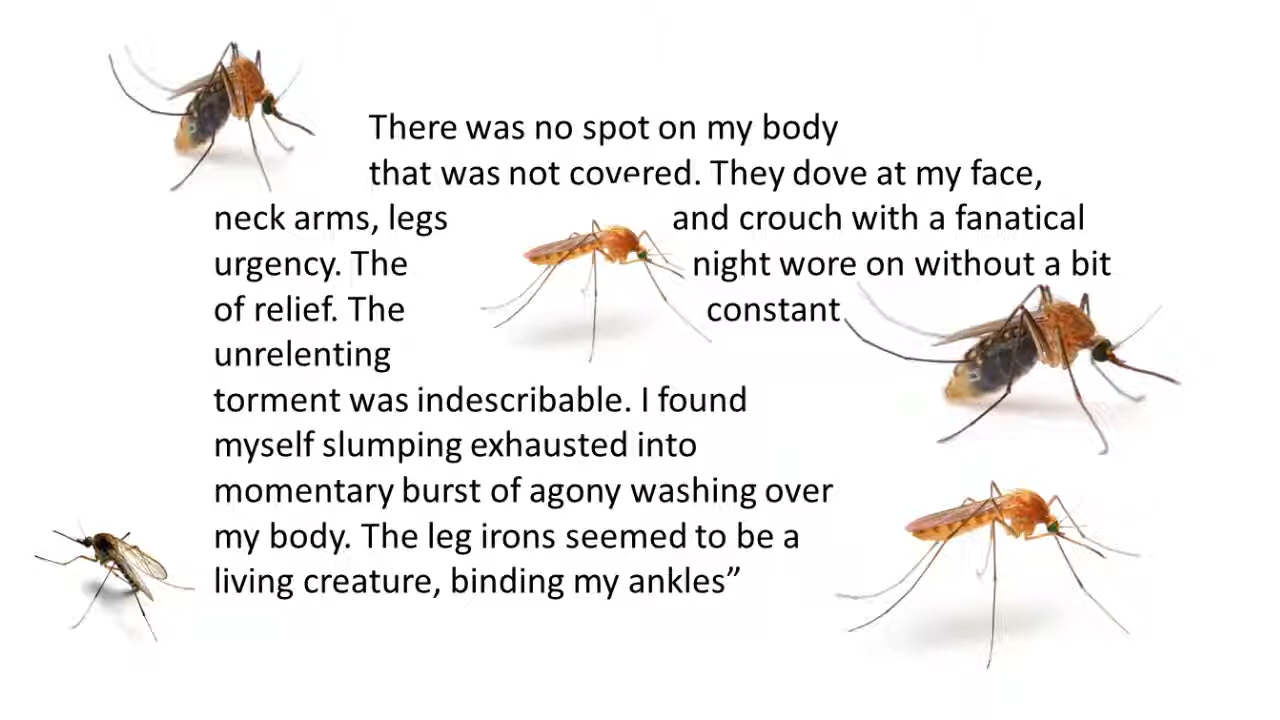 There was no spot on my body
that was not covered. They dove at my face,
neck arms, legs and crouch with a fanatical
urgency. The night wore on without a bit
of relief. The constant
unrelenting
torment was indescribable. I found
myself slumping exhausted into
momentary burst of agony washing over
my body. The leg irons seemed to be a
living creature, binding my ankles”